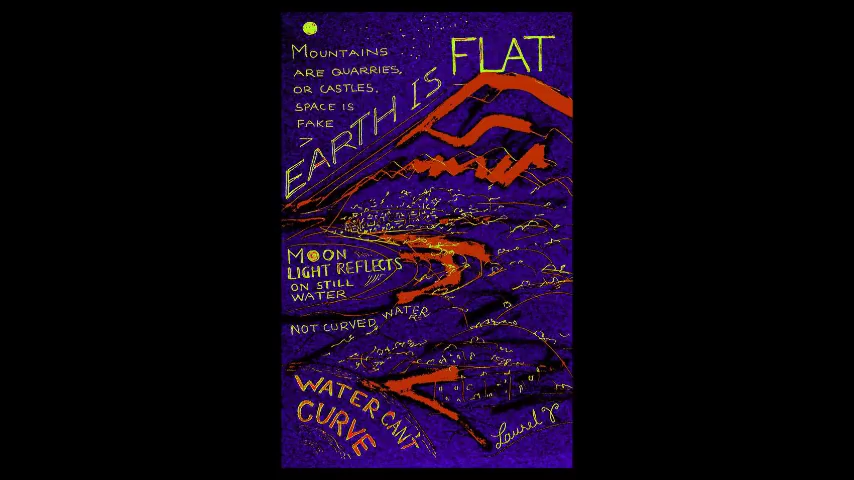 MOUNTAINS
ARE QUARRIES,
OR CASTLES.
SPACE IS
FAKE
EARTH IS FLAT
MOON
LIGHT REFLECTS
ON STILL
WATER
NOT CURVED WATER
WATER CAN'T
CURVE
Laurel